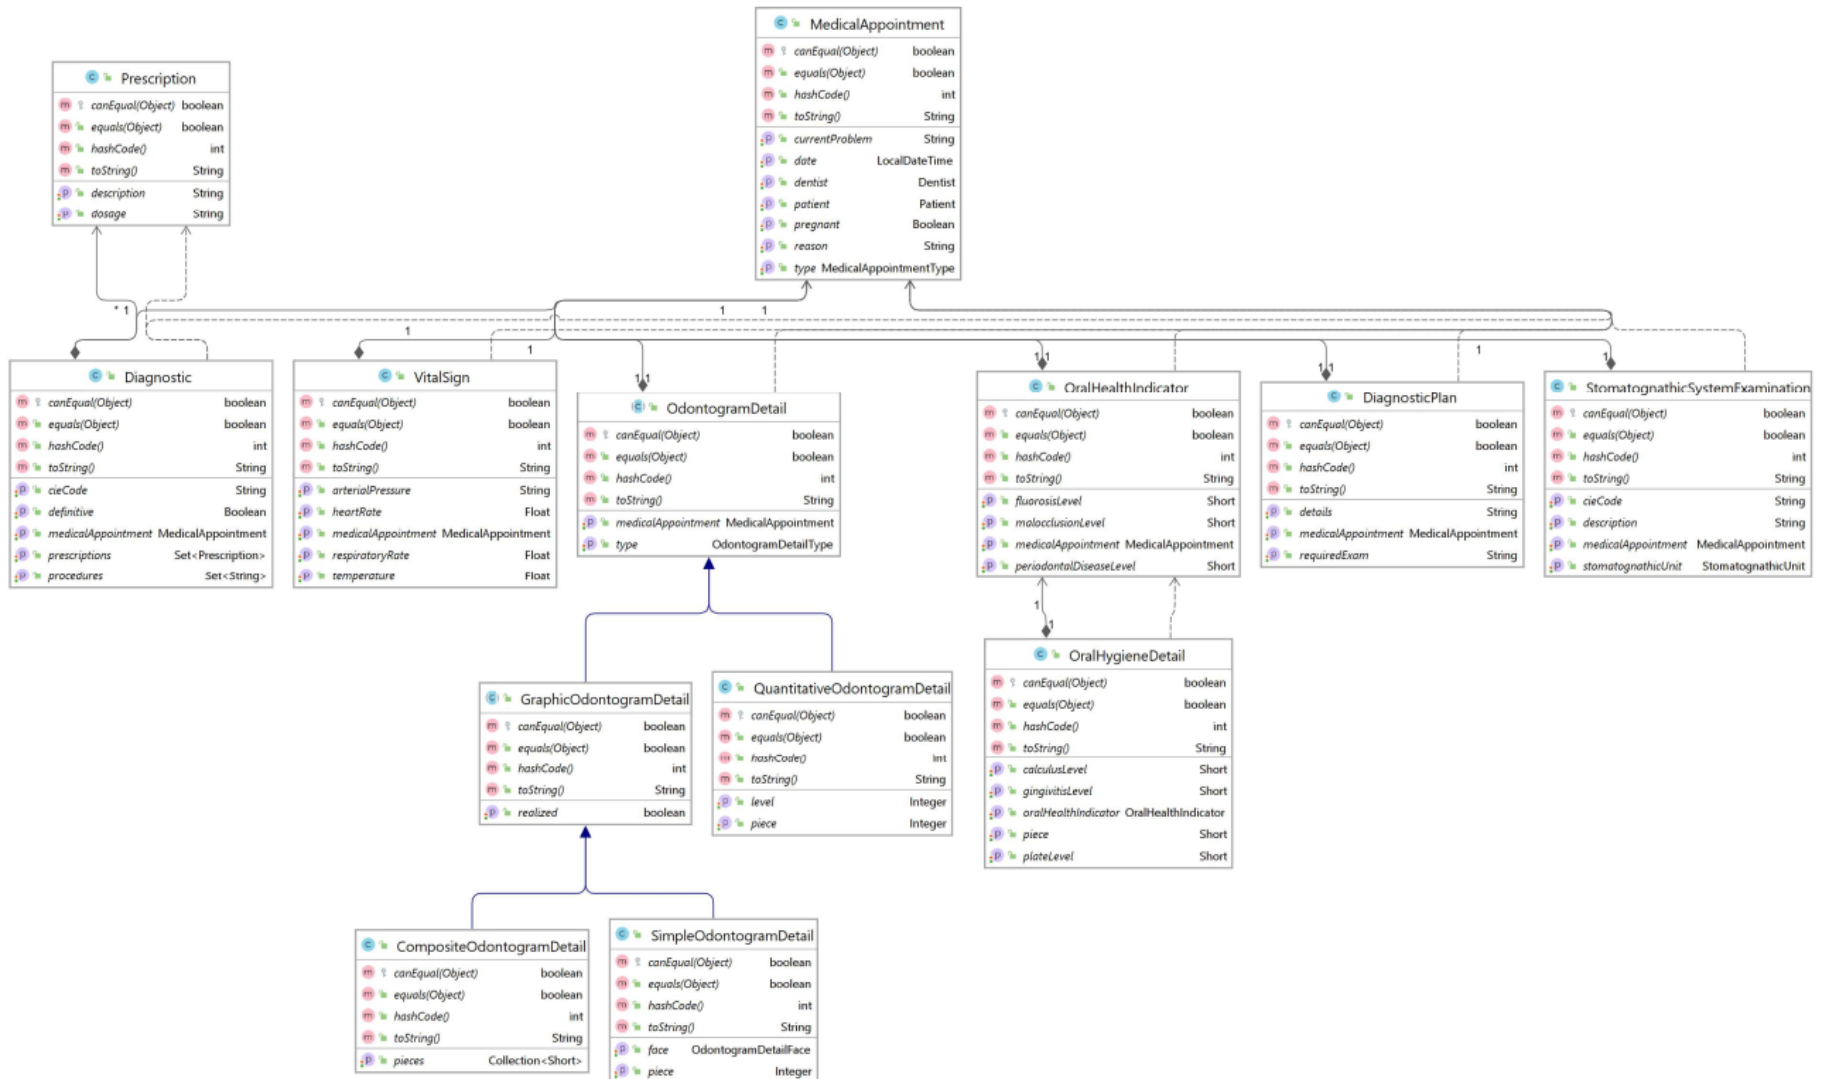 MedicalAppointment
canEqual(Object) boolean
equals(Object) boolean
hashCode() int
toString() String
currentProblem String
date LocalDateTime
dentist Dentist
patient Patient
pregnant Boolean
reason String
type MedicalAppointmentType
Prescription
canEqual(Object) boolean
equals(Object) boolean
hashCode() int
toString() String
description String
dosage String
* 1
1
1
1
1
1
Diagnostic
canEqual(Object) boolean
equals(Object) boolean
hashCode() int
toString() String
cieCode String
definitive Boolean
medicalAppointment MedicalAppointment
prescriptions Set<Prescription>
procedures Set<String>
VitalSign
canEqual(Object) boolean
equals(Object) boolean
hashCode() int
toString() String
arterialPressure String
heartRate Float
medicalAppointment MedicalAppointment
respiratoryRate Float
temperature Float
1 1
OdontogramDetail
canEqual(Object) boolean
equals(Object) boolean
hashCode() int
toString() String
medicalAppointment MedicalAppointment
type OdontogramDetailType
1 1
OralHealthIndicator
canEqual(Object) boolean
equals(Object) boolean
hashCode() int
toString() String
fluorosisLevel Short
malocclusionLevel Short
medicalAppointment MedicalAppointment
periodontalDiseaseLevel Short
1 1
DiagnosticPlan
canEqual(Object) boolean
equals(Object) boolean
hashCode() int
toString() String
details String
medicalAppointment MedicalAppointment
requiredExam String
1
StomatognathicSystemExamination
canEqual(Object) boolean
equals(Object) boolean
hashCode() int
toString() String
cieCode String
description String
medicalAppointment MedicalAppointment
stomatognathicUnit StomatognathicUnit
1
1
GraphicOdontogramDetail
canEqual(Object) boolean
equals(Object) boolean
hashCode() int
toString() String
realized boolean
QuantitativeOdontogramDetail
canEqual(Object) boolean
equals(Object) boolean
hashCode() int
toString() String
level Integer
piece Integer
OralHygieneDetail
canEqual(Object) boolean
equals(Object) boolean
hashCode() int
toString() String
calculusLevel Short
gingivitisLevel Short
oralHealthIndicator OralHealthIndicator
piece Short
plateLevel Short
CompositeOdontogramDetail
canEqual(Object) boolean
equals(Object) boolean
hashCode() int
toString() String
pieces Collection<Short>
SimpleOdontogramDetail
canEqual(Object) boolean
equals(Object) boolean
hashCode() int
toString() String
face OdontogramDetailFace
piece Integer